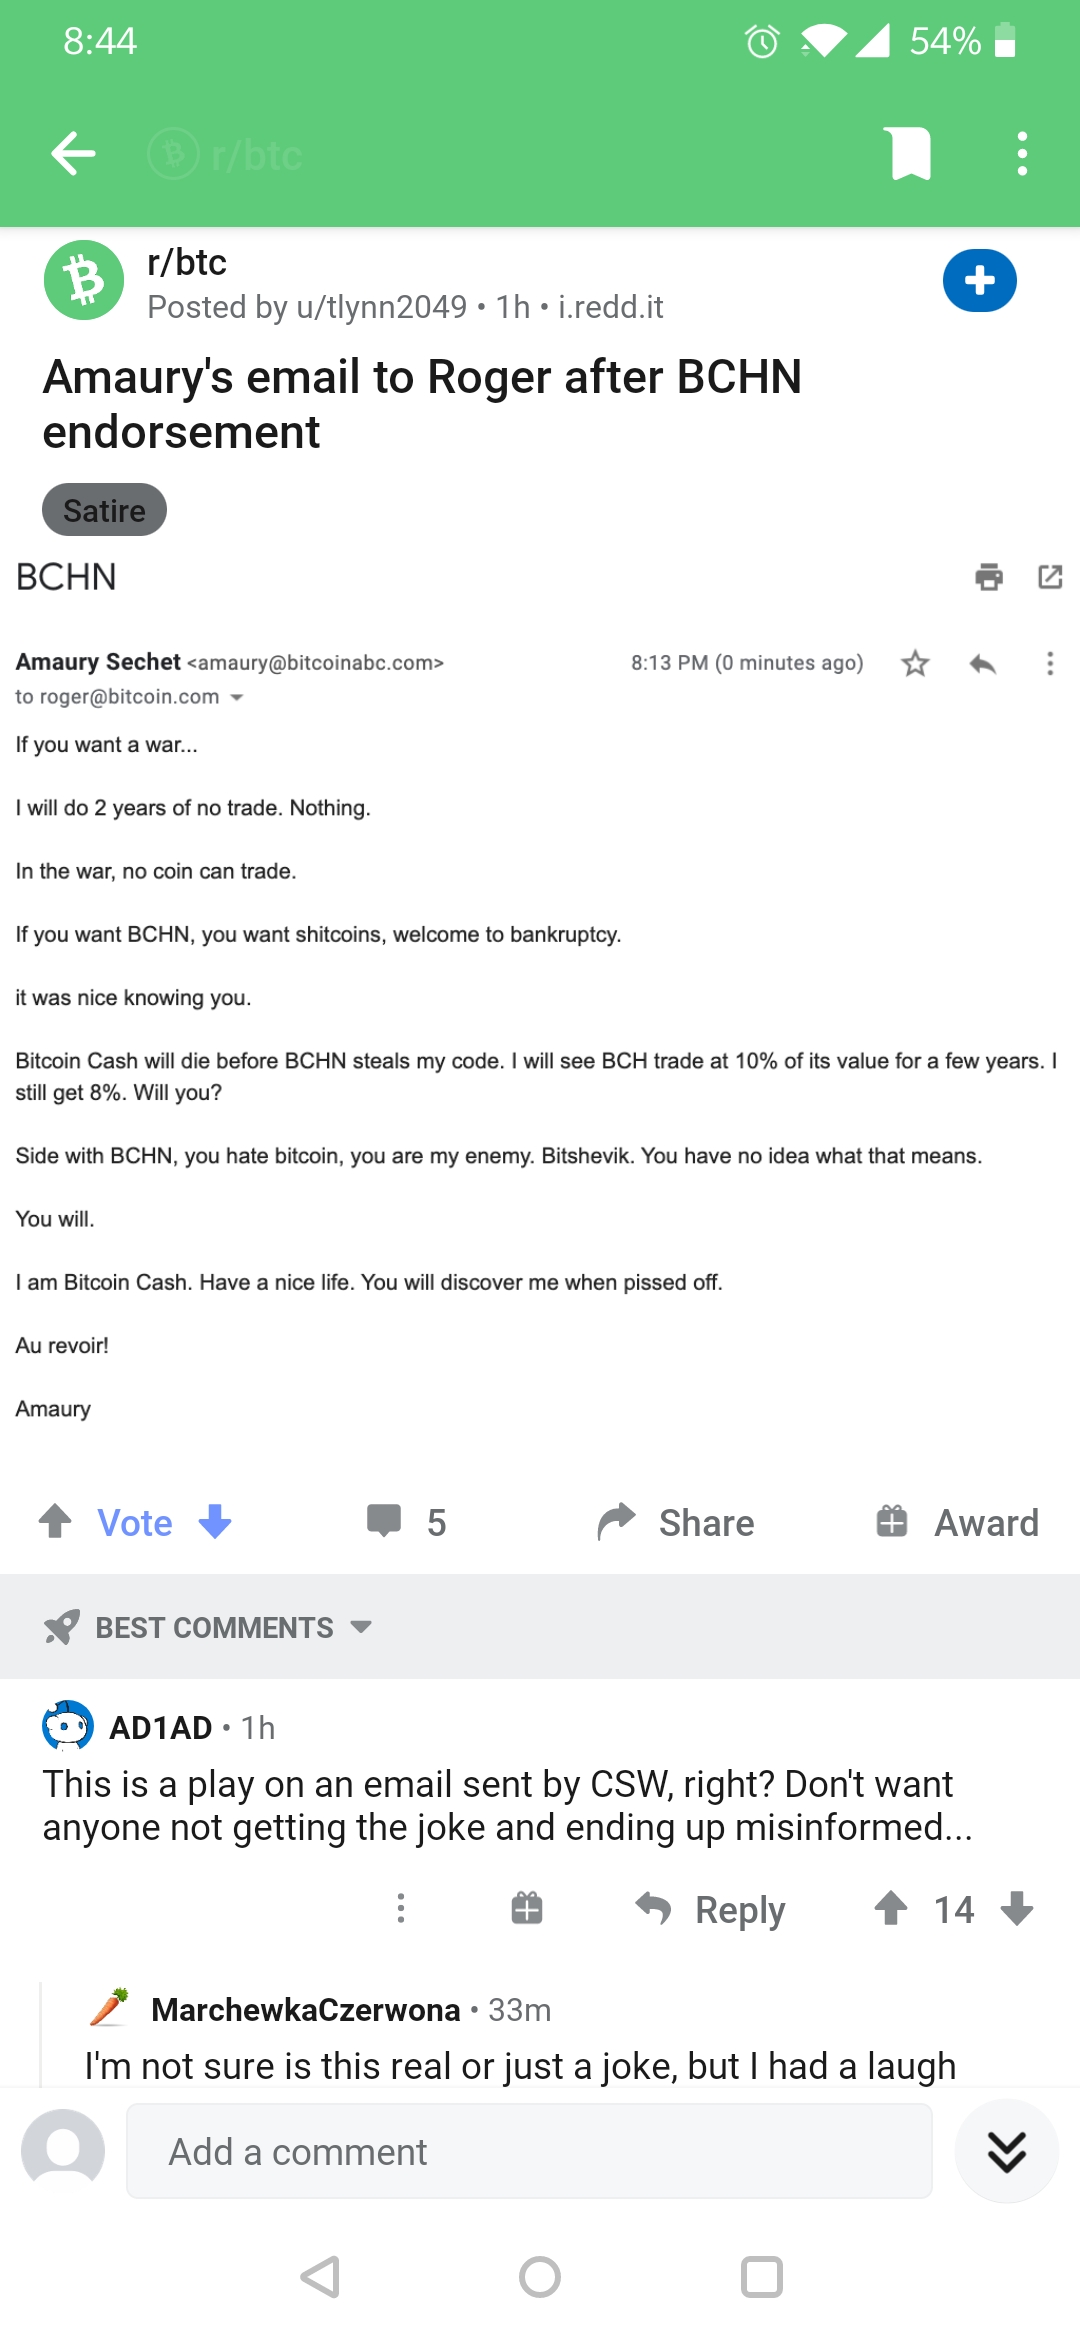 8:44
54%
r/btc
r/btc
Posted by u/tlynn2049 • 1h • i.redd.it
Amaury's email to Roger after BCHN
endorsement
Satire
BCHN
Amaury Sechet <amaury@bitcoinabc.com>
8:13 PM (0 minutes ago)
to roger@bitcoin.com
If you want a war...
I will do 2 years of no trade. Nothing.
In the war, no coin can trade.
If you want BCHN, you want shitcoins, welcome to bankruptcy.
it was nice knowing you.
Bitcoin Cash will die before BCHN steals my code. I will see BCH trade at 10% of its value for a few years. I
still get 8%. Will you?
Side with BCHN, you hate bitcoin, you are my enemy. Bitshevik. You have no idea what that means.
You will.
I am Bitcoin Cash. Have a nice life. You will discover me when pissed off.
Au revoir!
Amaury
Vote
5
Share
Award
BEST COMMENTS
AD1AD • 1h
This is a play on an email sent by CSW, right? Don't want
anyone not getting the joke and ending up misinformed...
Reply
14
MarchewkaCzerwona • 33m
I'm not sure is this real or just a joke, but I had a laugh
Add a comment